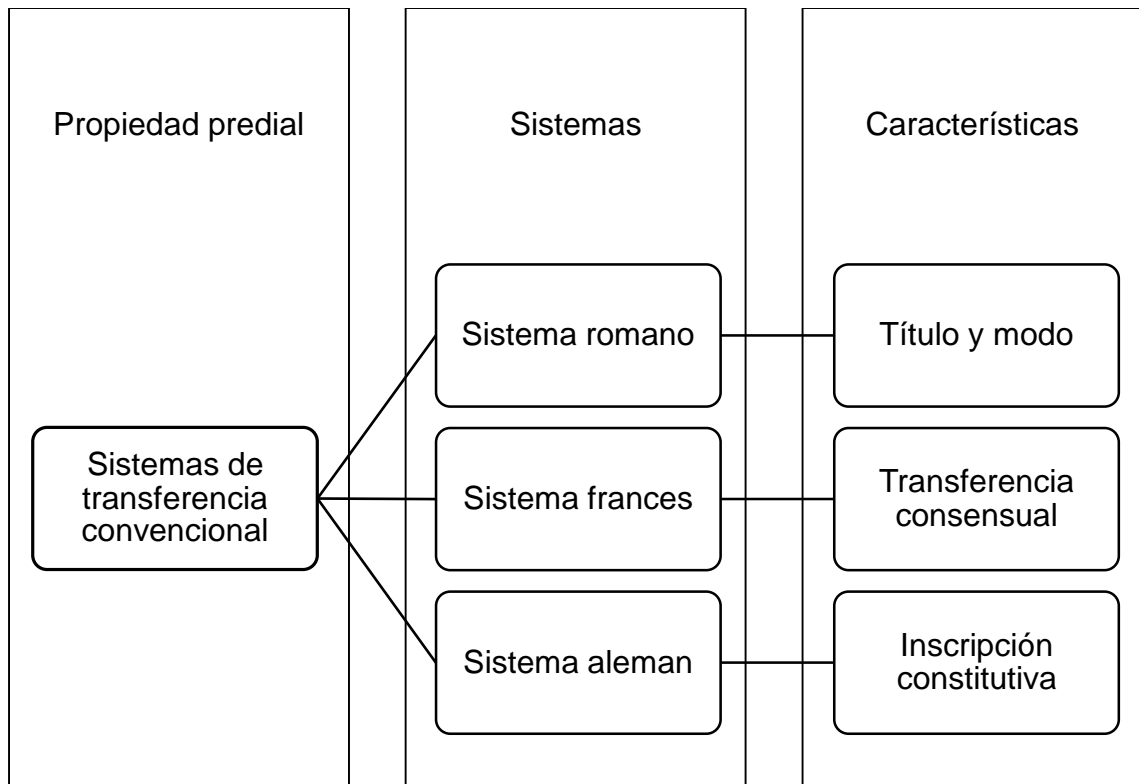 Propiedad predial
Sistemas
Características
Sistema romano
Título y modo
Sistemas de
transferencia
convencional
Sistema frances
Transferencia
consensual
Sistema aleman
Inscripción
constitutiva